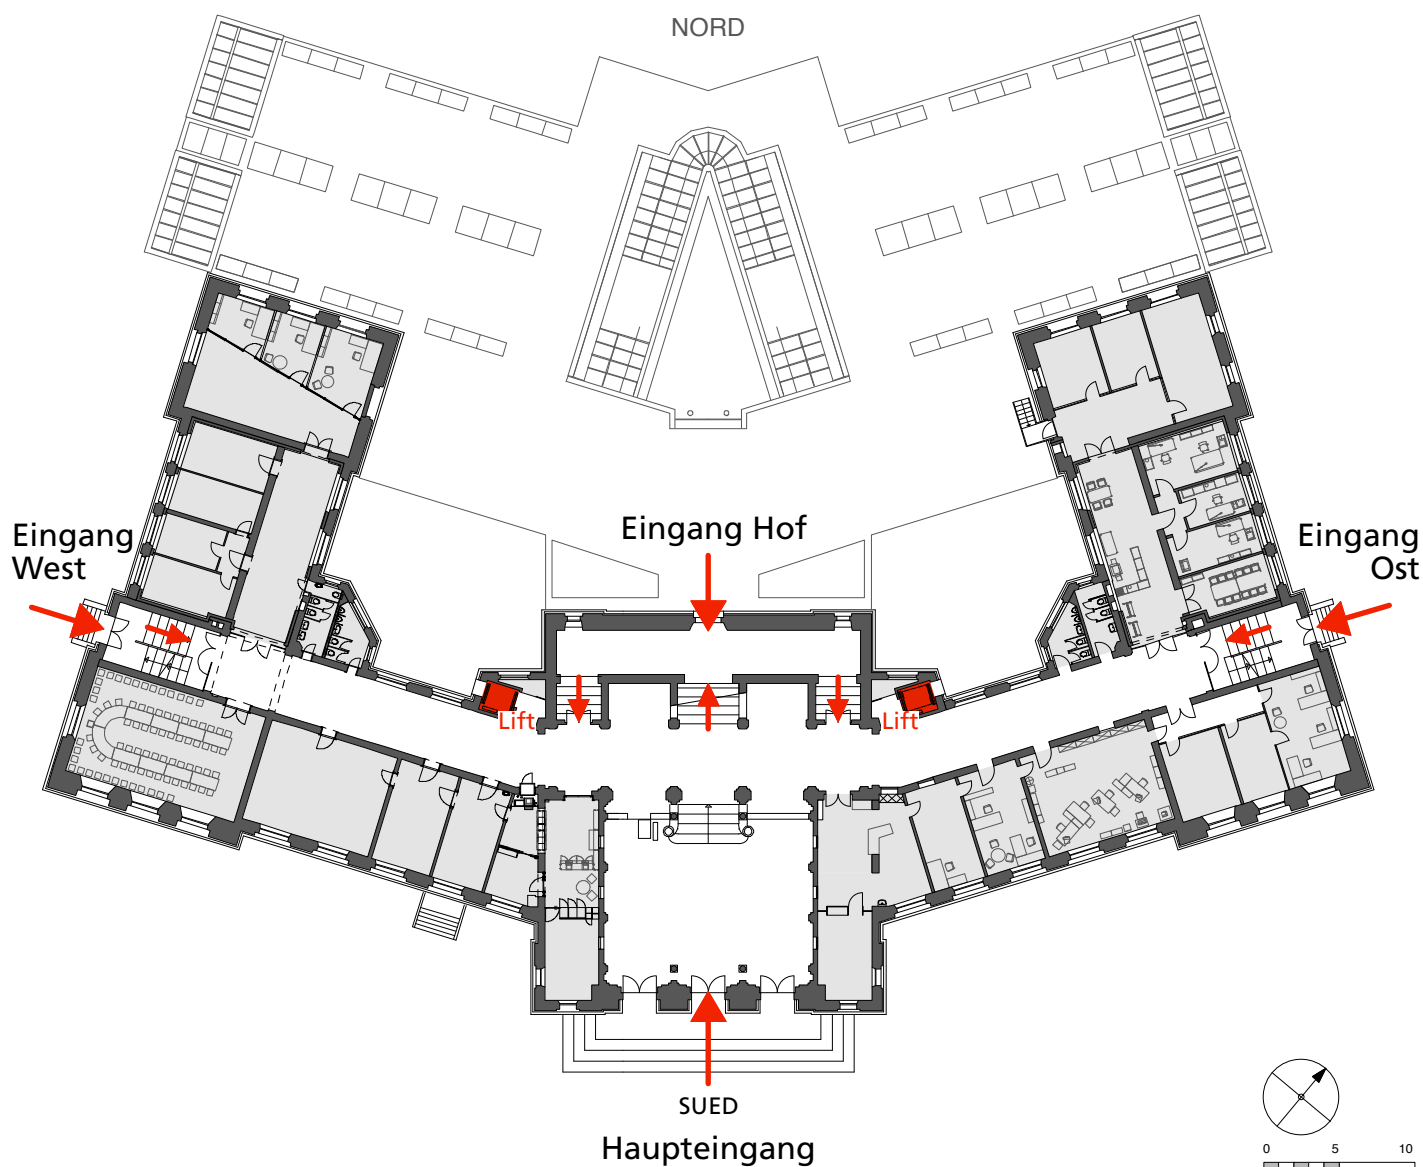 NORD
Eingang Hof
Eingang
West
Eingang
Ost
Lift
Lift
SUED
Haupteingang
0 5 10